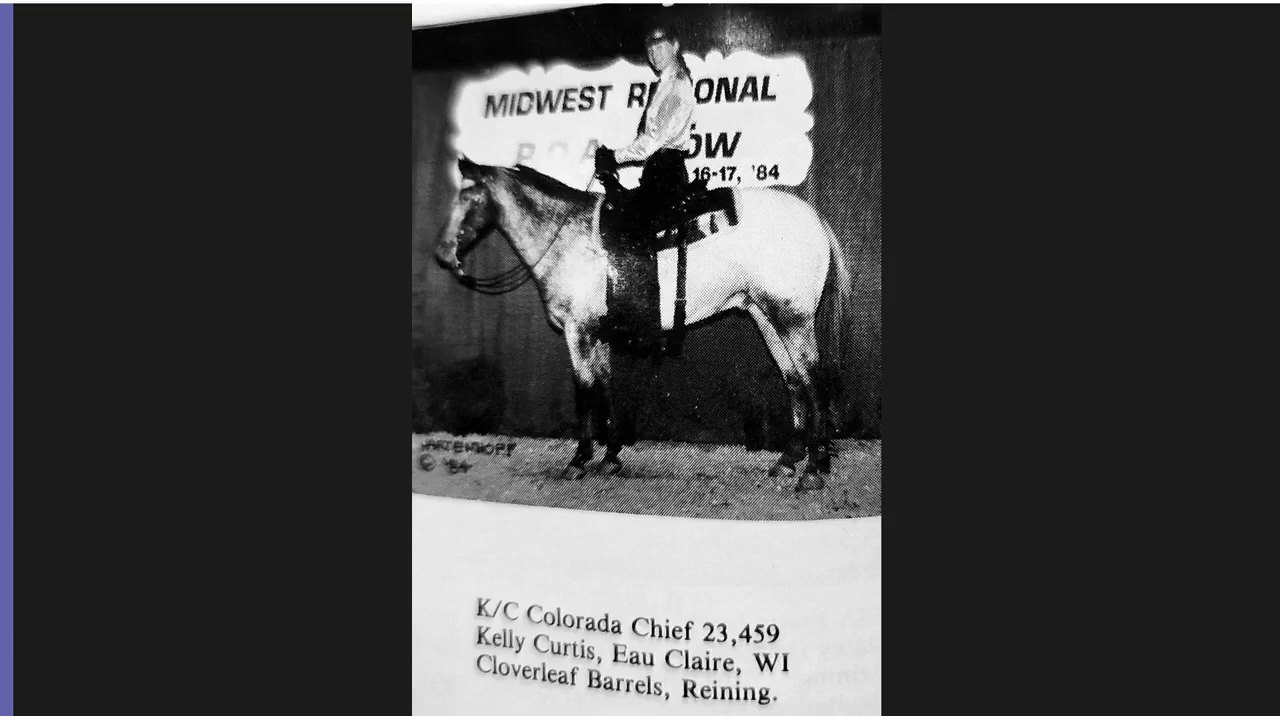 MIDWEST R ONAL
P.O.A. OW
16-17, '84
© '84
K/C Colorada Chief 23,459
Kelly Curtis, Eau Claire, WI
Cloverleaf Barrels, Reining.